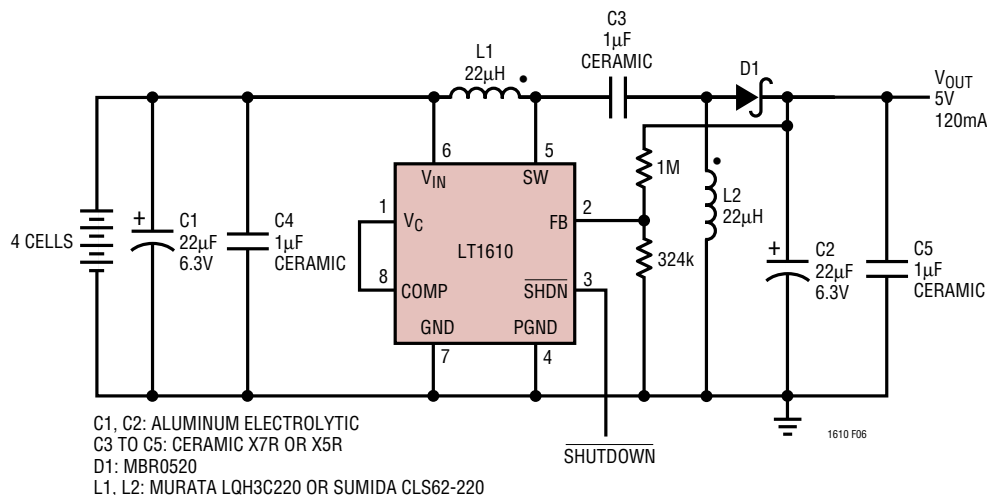 C3
1μF
CERAMIC
L1
22μH
D1
VOUT
5V
120mA
6
5
VIN
SW
1M
L2
22μH
1
VC
2
FB
4 CELLS
+
C1
22μF
6.3V
C4
1μF
CERAMIC
LT1610
324k
+
C2
22μF
6.3V
C5
1μF
CERAMIC
8
COMP
3
SHDN
GND
PGND
7
4
C1, C2: ALUMINUM ELECTROLYTIC
C3 TO C5: CERAMIC X7R OR X5R
D1: MBR0520
L1, L2: MURATA LQH3C220 OR SUMIDA CLS62-220
SHUTDOWN
1610 F06